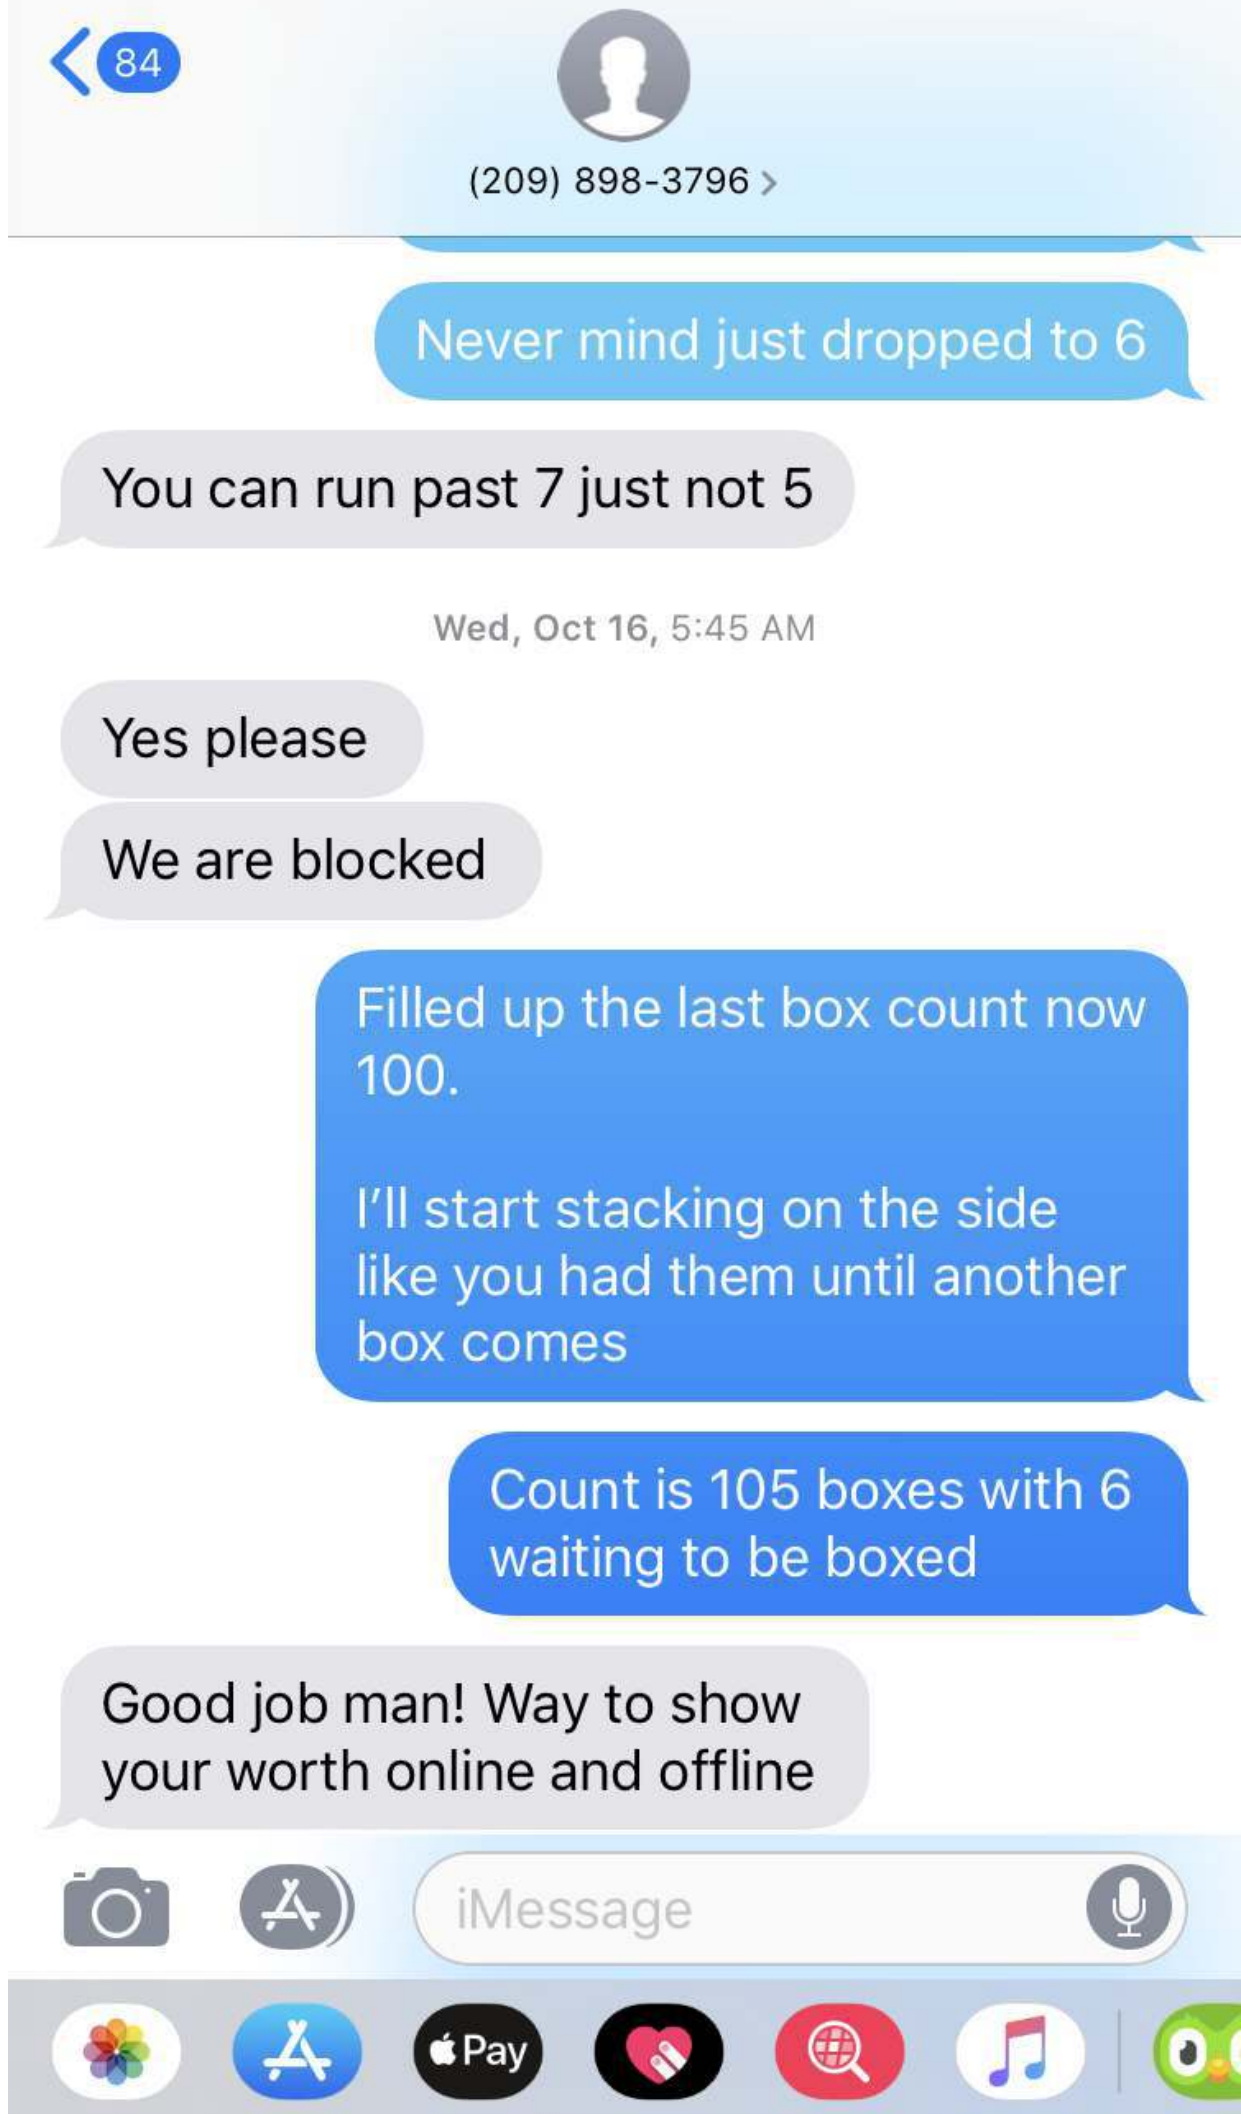 84
(209) 898-3796
Never mind just dropped to 6
You can run past 7 just not 5
Wed, Oct 16, 5:45 AM
Yes please
We are blocked
Filled up the last box count now
100.
I’ll start stacking on the side
like you had them until another
box comes
Count is 105 boxes with 6
waiting to be boxed
Good job man! Way to show
your worth online and offline
iMessage
Pay